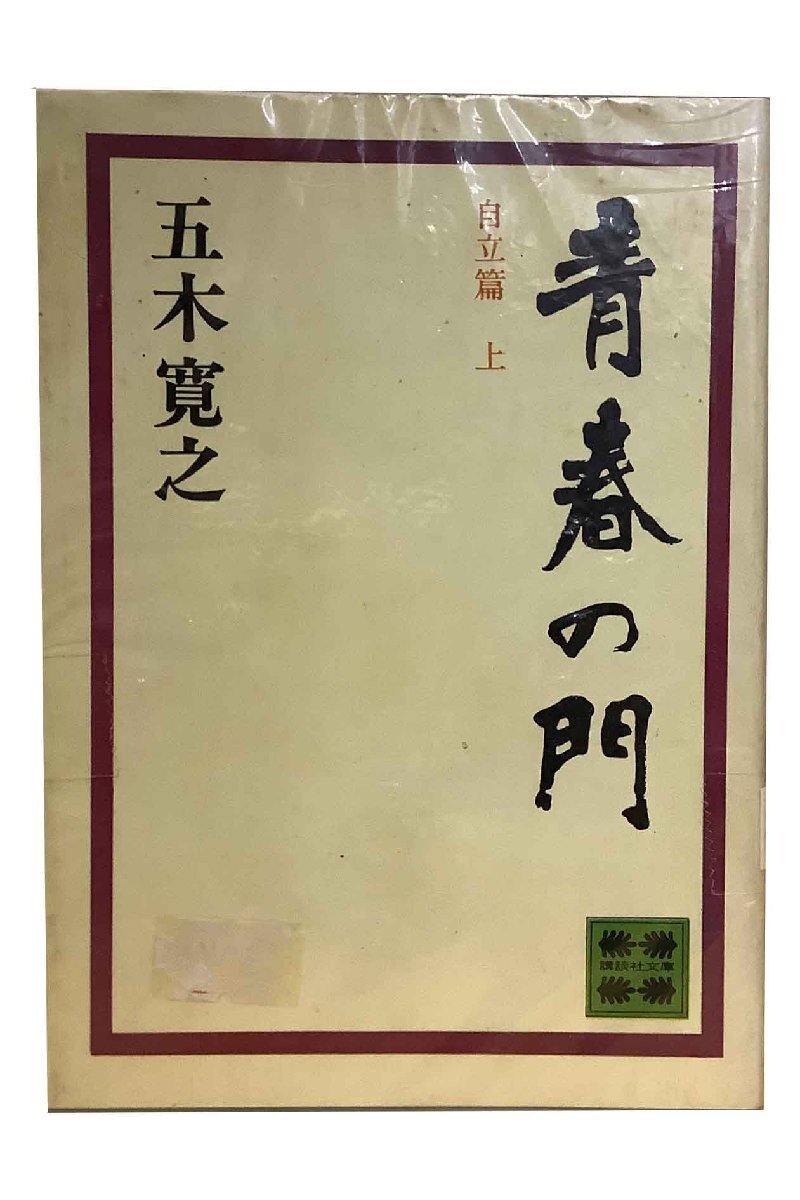 青春の門
自立篇 上
五木寛之
講談社文庫